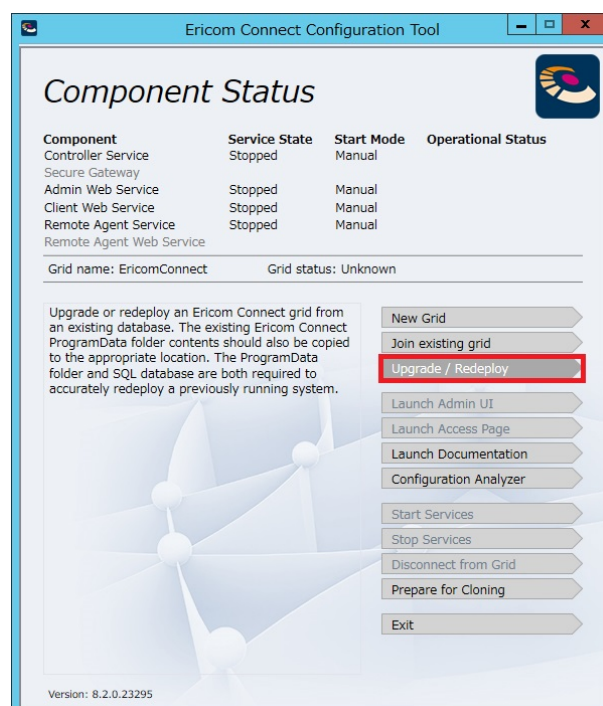 Ericom Connect Configuration Tool
Component Status
Component Service State Start Mode Operational Status
Controller Service Stopped Manual
Secure Gateway
Admin Web Service Stopped Manual
Client Web Service Stopped Manual
Remote Agent Service Stopped Manual
Remote Agent Web Service
Grid name: EricomConnect Grid status: Unknown
Upgrade or redeploy an Ericom Connect grid from
an existing database. The existing Ericom Connect
ProgramData folder contents should also be copied
to the appropriate location. The ProgramData
folder and SQL database are both required to
accurately redeploy a previously running system.
New Grid
Join existing grid
Upgrade / Redeploy
Launch Admin UI
Launch Access Page
Launch Documentation
Configuration Analyzer
Start Services
Stop Services
Disconnect from Grid
Prepare for Cloning
Exit
Version: 8.2.0.23295